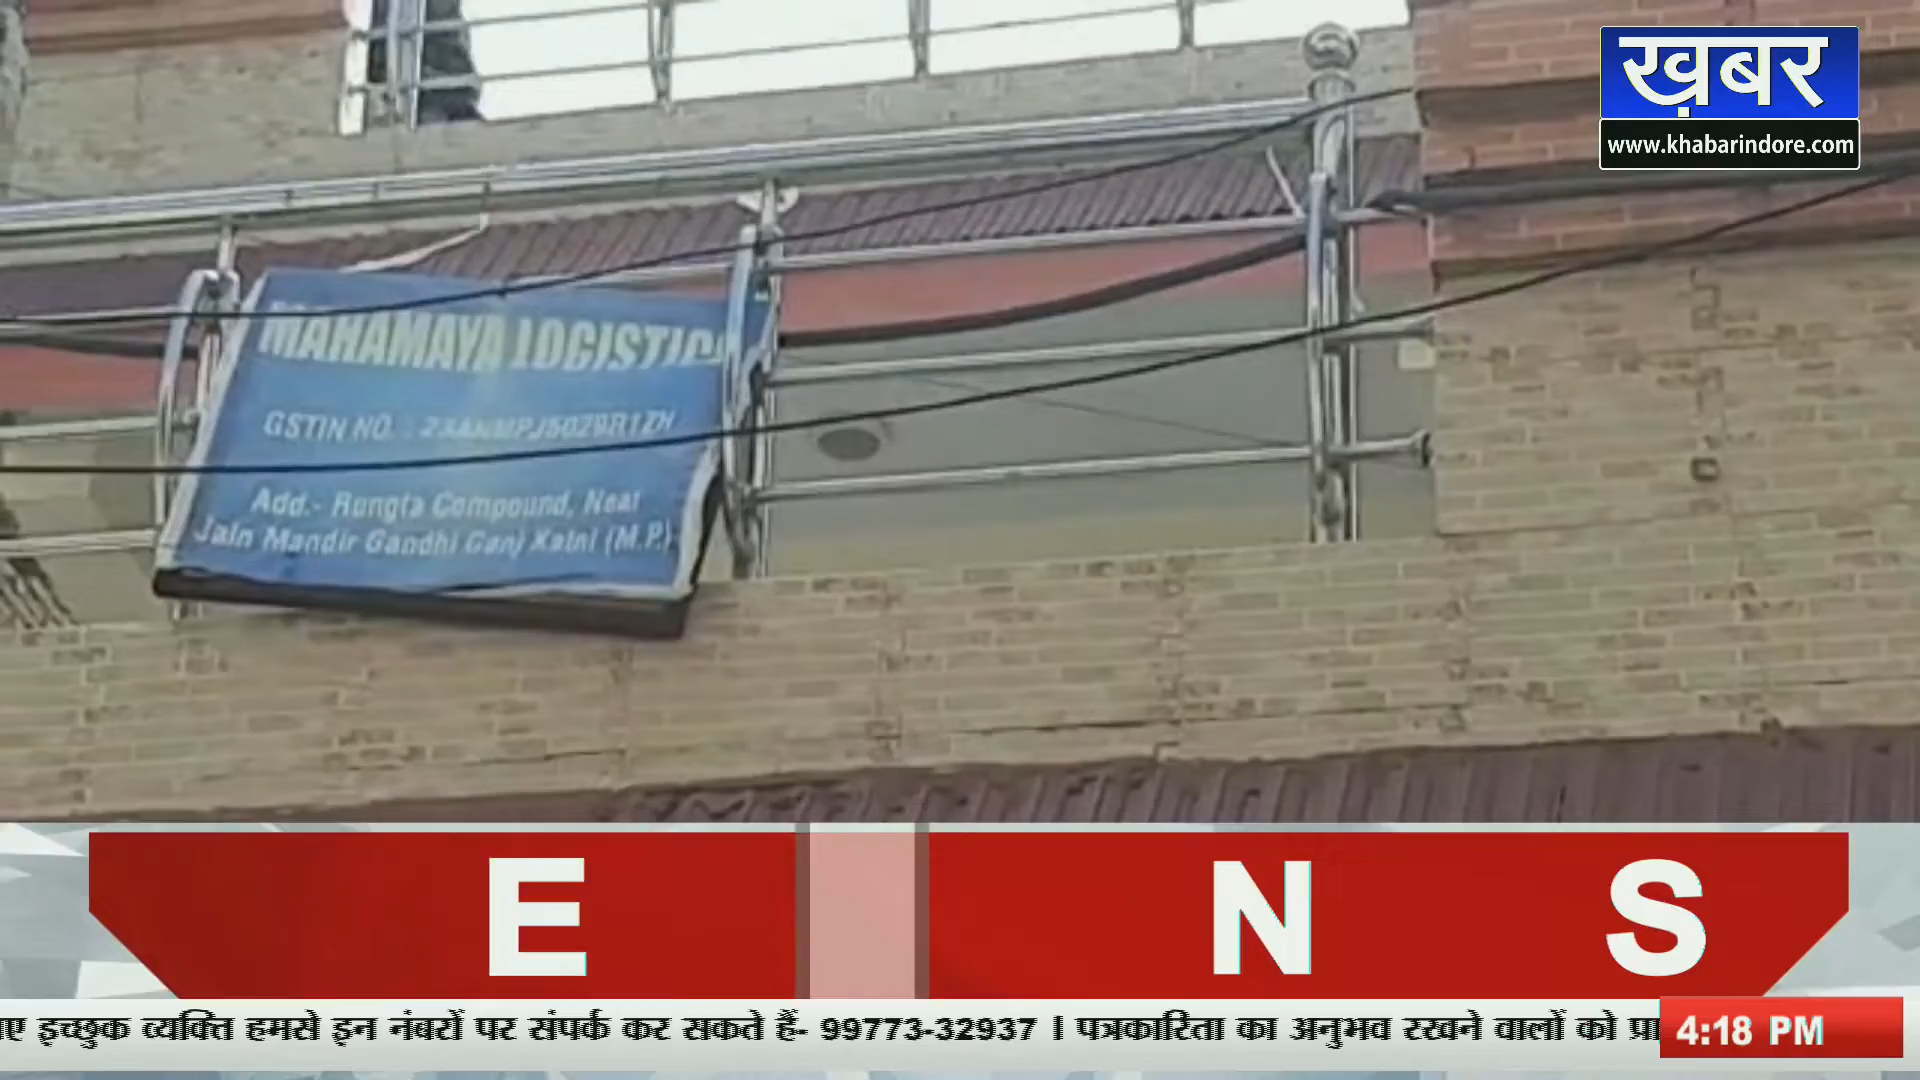 ख़बर
www.khabarindore.com
MAHAMAYA LOGISTIC
GSTIN NO. :
Add.- Rungta Compound, Near
Jain Mandir Gandhi Ganj Katni (M.P.)
E N S
इच्छुक व्यक्ति हमसे इन नंबरों पर संपर्क कर सकते हैं- 99773-32937 । पत्रकारिता का अनुभव रखने वालों को
4:18 PM